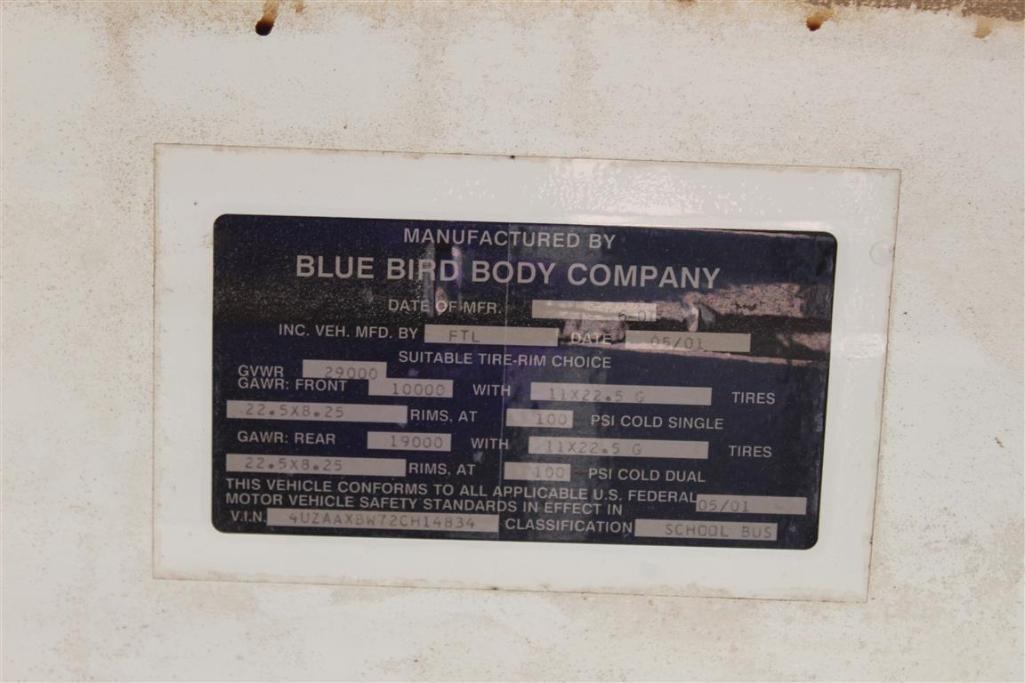 MANUFACTURED BY
BLUE BIRD BODY COMPANY
DATE OF MFR. 5-01
INC. VEH. MFD. BY FTL DATE 05/01
SUITABLE TIRE-RIM CHOICE
GVWR 29000
GAWR: FRONT 10000 WITH 11X22.5 G TIRES
22.5X8.25 RIMS, AT 100 PSI COLD SINGLE
GAWR: REAR 19000 WITH 11X22.5 G TIRES
22.5X8.25 RIMS, AT 100 PSI COLD DUAL
THIS VEHICLE CONFORMS TO ALL APPLICABLE U.S. FEDERAL
MOTOR VEHICLE SAFETY STANDARDS IN EFFECT IN 05/01
V.I.N. 4UZAAXBW72CH14834 CLASSIFICATION SCHOOL BUS